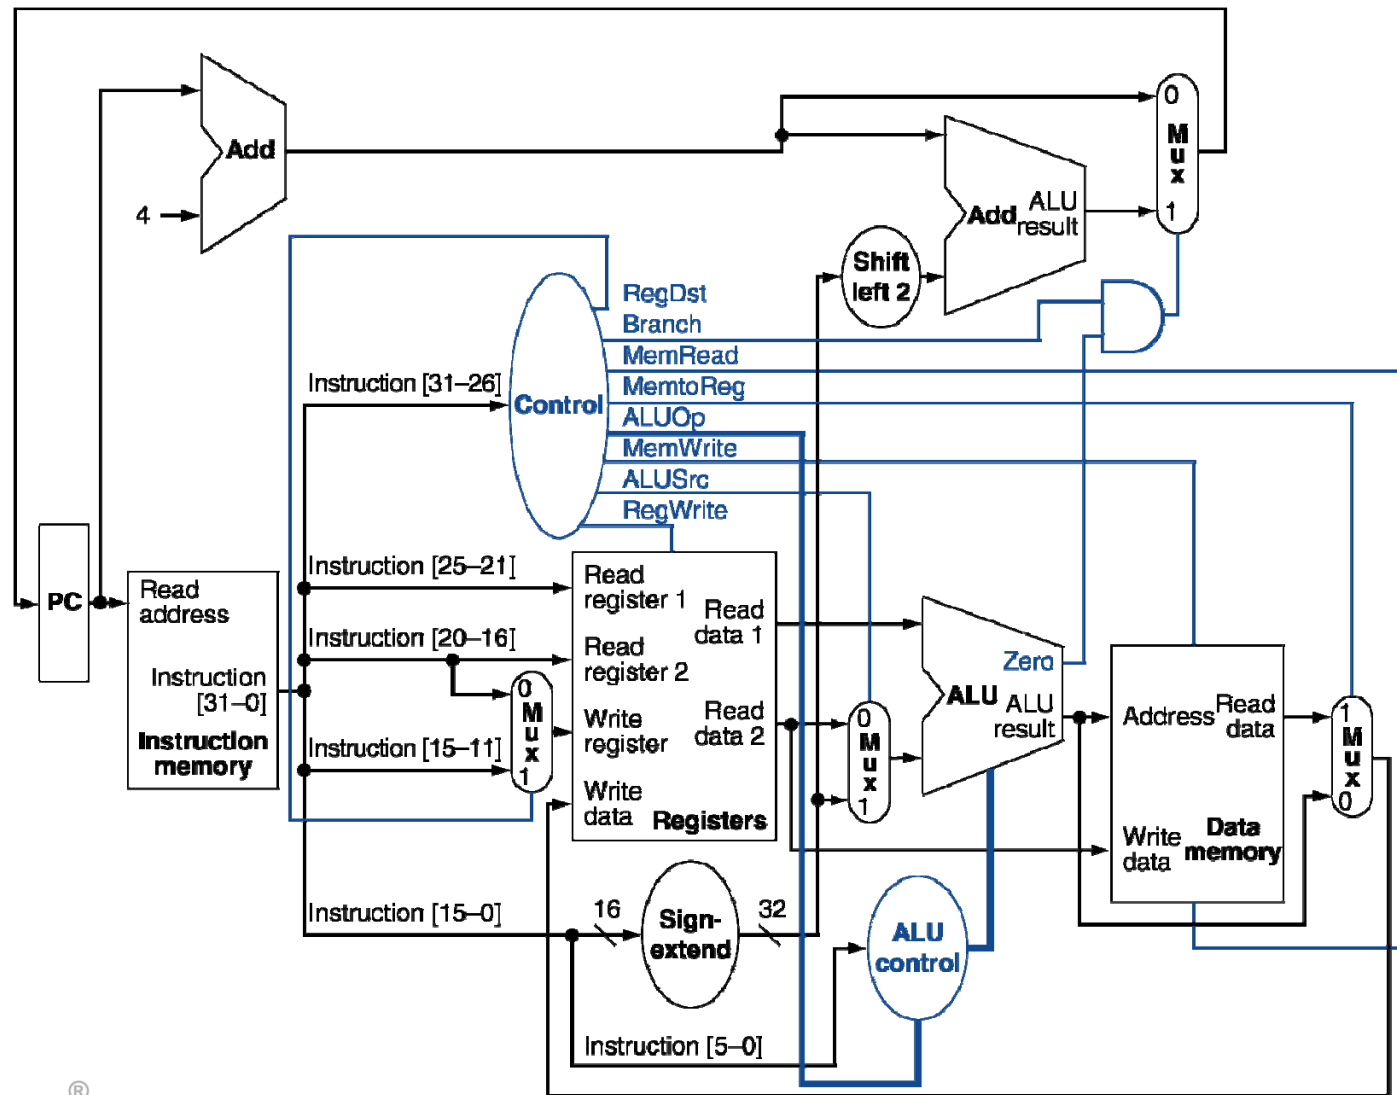 0
Mux
1
Add
4
Add
ALU
result
Shift
left 2
RegDst
Branch
MemRead
MemtoReg
ALUOp
MemWrite
ALUSrc
RegWrite
Instruction [31–26]
Control
Instruction [25–21]
Instruction [20–16]
Instruction [15–11]
Instruction [15–0]
Instruction [5–0]
PC
Read
address
Instruction
[31–0]
Instruction
memory
0
Mux
1
Read
register 1
Read
register 2
Write
register
Write
data
Read
data 1
Read
data 2
Registers
0
Mux
1
Zero
ALU
ALU
result
Address
Read
data
Write
data
Data
memory
1
Mux
0
16
Sign-
extend
32
ALU
control
®